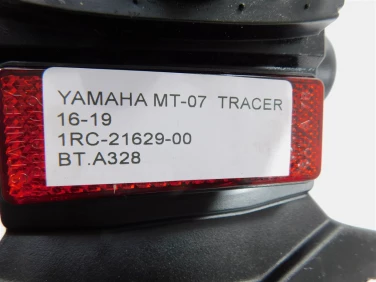 YAMAHA MT-07 TRACER
16-19
1RC-21629-00
BT.A328